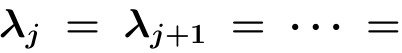 λ_j = λ_{j+1} = ⋯ =